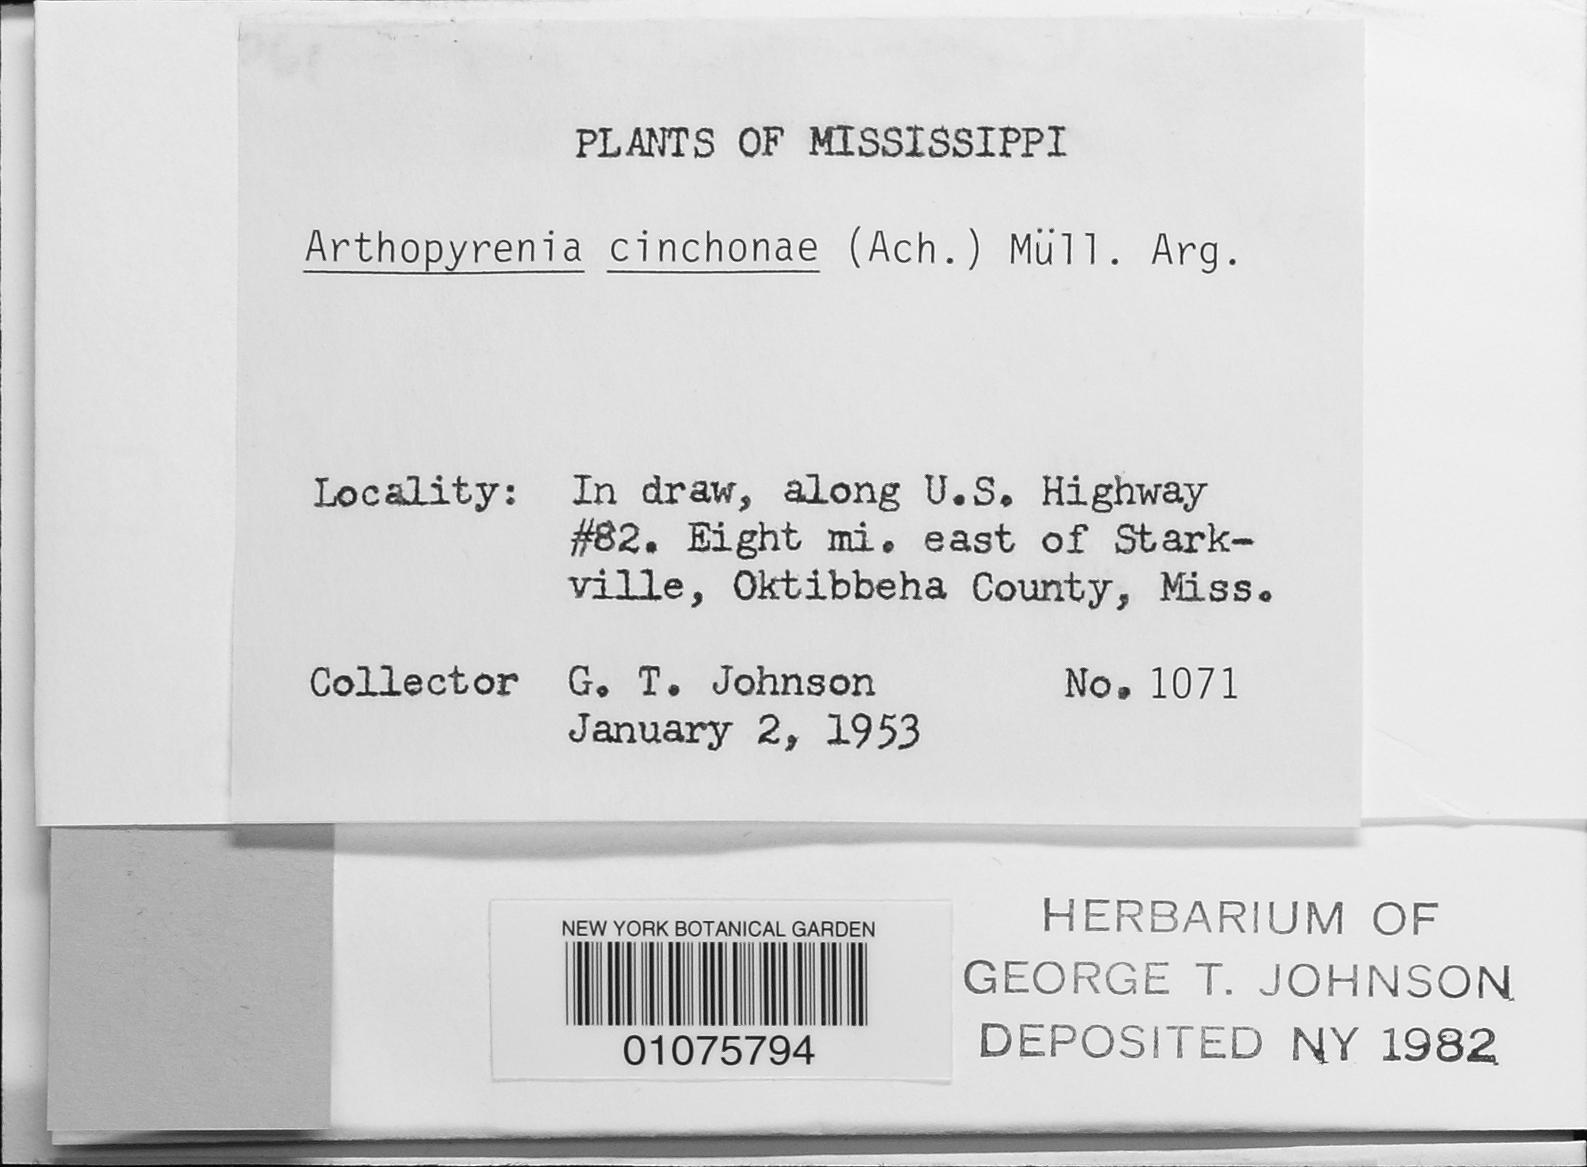 PLANTS OF MISSISSIPPI
Arthopyrenia cinchonae (Ach.) Müll. Arg.
Locality: In draw, along U.S. Highway
#82. Eight mi. east of Stark-
ville, Oktibbeha County, Miss.
Collector G. T. Johnson No. 1071
January 2, 1953
NEW YORK BOTANICAL GARDEN
01075794
HERBARIUM OF
GEORGE T. JOHNSON
DEPOSITED NY 1982